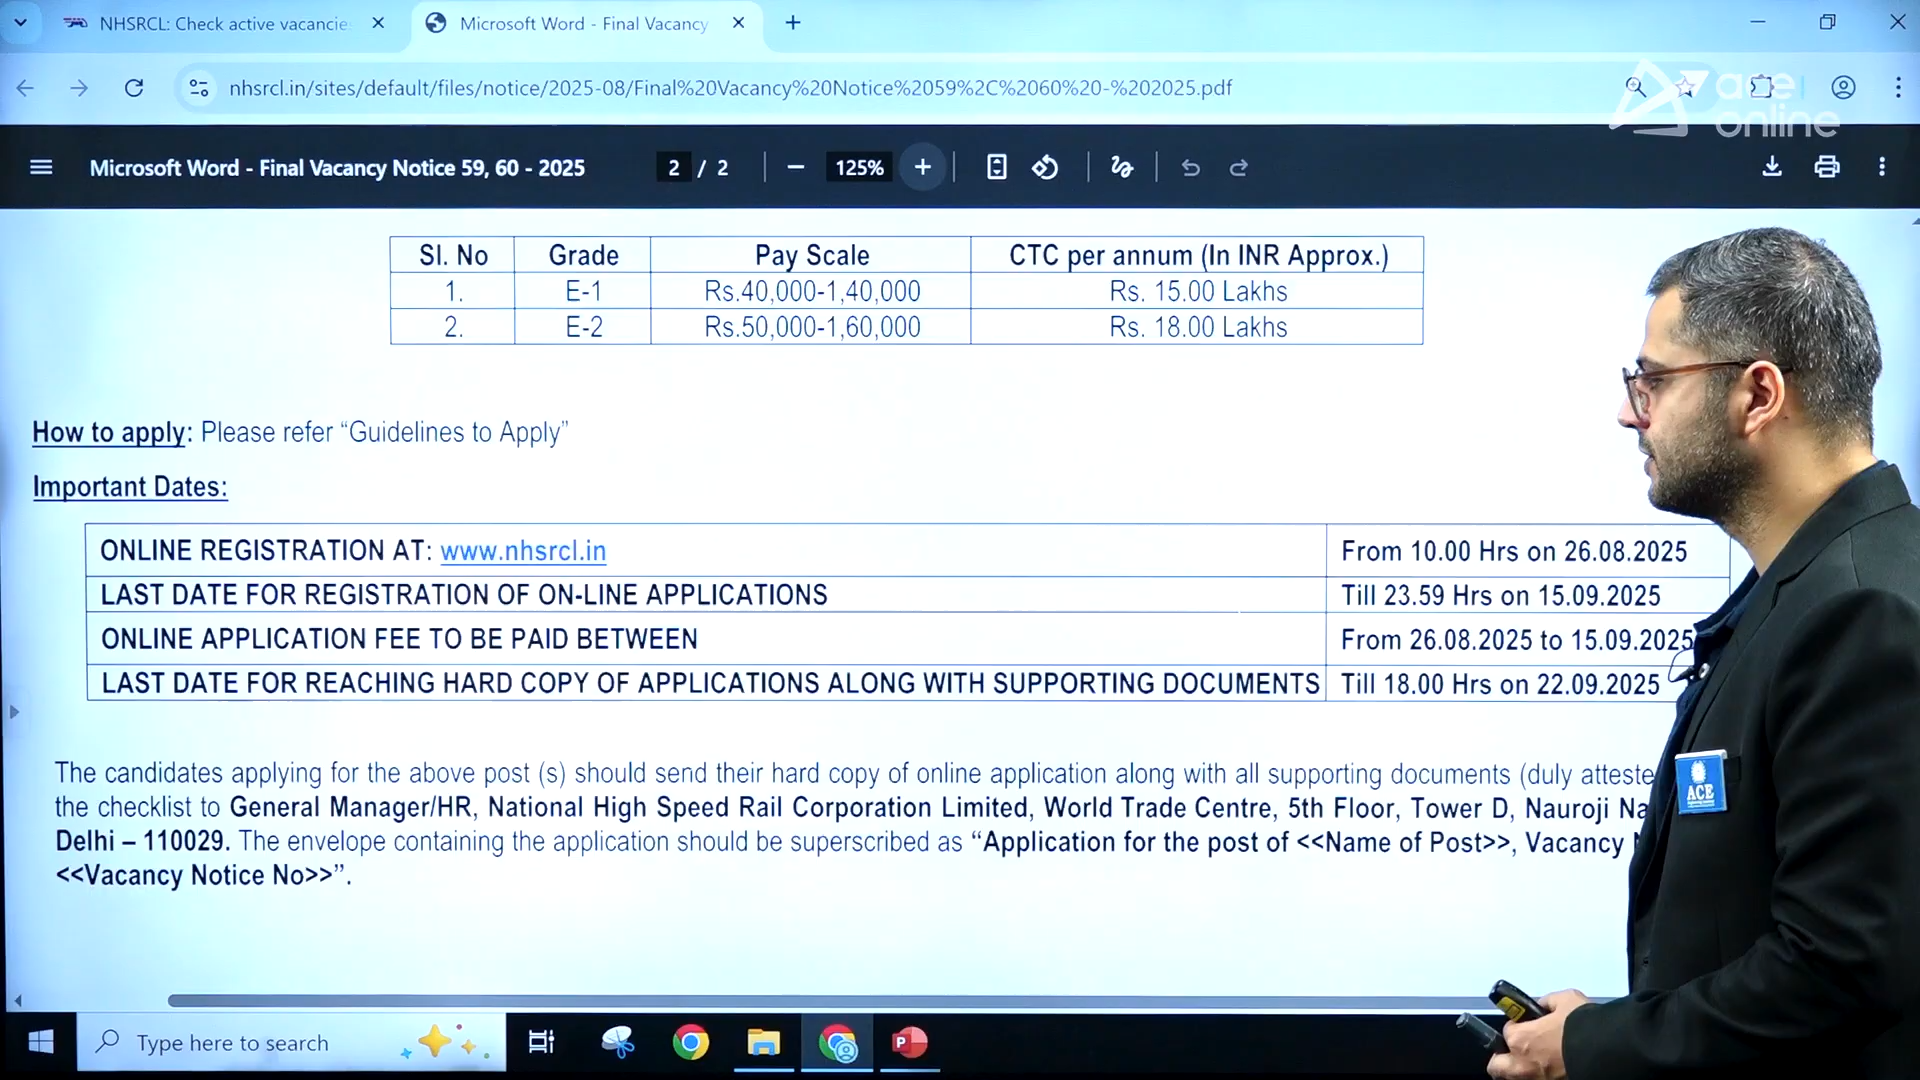 NHSRCL: Check active vacancie
Microsoft Word - Final Vacancy
nhsrcl.in/sites/default/files/notice/2025-08/Final%20Vacancy%20Notice%2059%2C%2060%20-%202025.pdf
ace
online
Microsoft Word - Final Vacancy Notice 59, 60 - 2025
2 / 2
125%
Sl. No Grade Pay Scale CTC per annum (In INR Approx.)
1. E-1 Rs.40,000-1,40,000 Rs. 15.00 Lakhs
2. E-2 Rs.50,000-1,60,000 Rs. 18.00 Lakhs
How to apply: Please refer “Guidelines to Apply”
Important Dates:
ONLINE REGISTRATION AT: www.nhsrcl.in From 10.00 Hrs on 26.08.2025
LAST DATE FOR REGISTRATION OF ON-LINE APPLICATIONS Till 23.59 Hrs on 15.09.2025
ONLINE APPLICATION FEE TO BE PAID BETWEEN From 26.08.2025 to 15.09.2025
LAST DATE FOR REACHING HARD COPY OF APPLICATIONS ALONG WITH SUPPORTING DOCUMENTS Till 18.00 Hrs on 22.09.2025
The candidates applying for the above post (s) should send their hard copy of online application along with all supporting documents (duly atteste
the checklist to General Manager/HR, National High Speed Rail Corporation Limited, World Trade Centre, 5th Floor, Tower D, Nauroji Na
Delhi – 110029. The envelope containing the application should be superscribed as “Application for the post of <<Name of Post>>, Vacancy
<<Vacancy Notice No>>”.
ACE
Type here to search